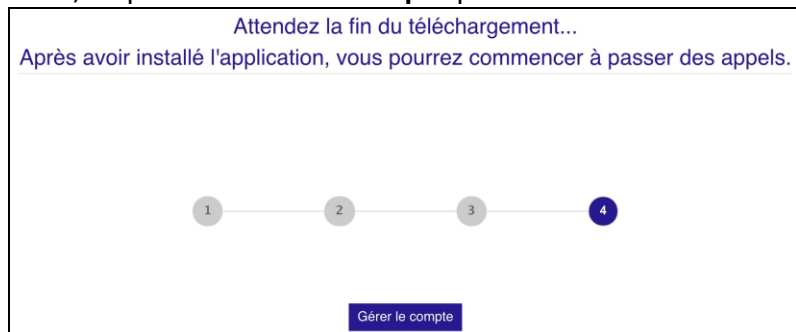 Attendez la fin du téléchargement...
Après avoir installé l'application, vous pourrez commencer à passer des appels.
1 2 3 4
Gérer le compte